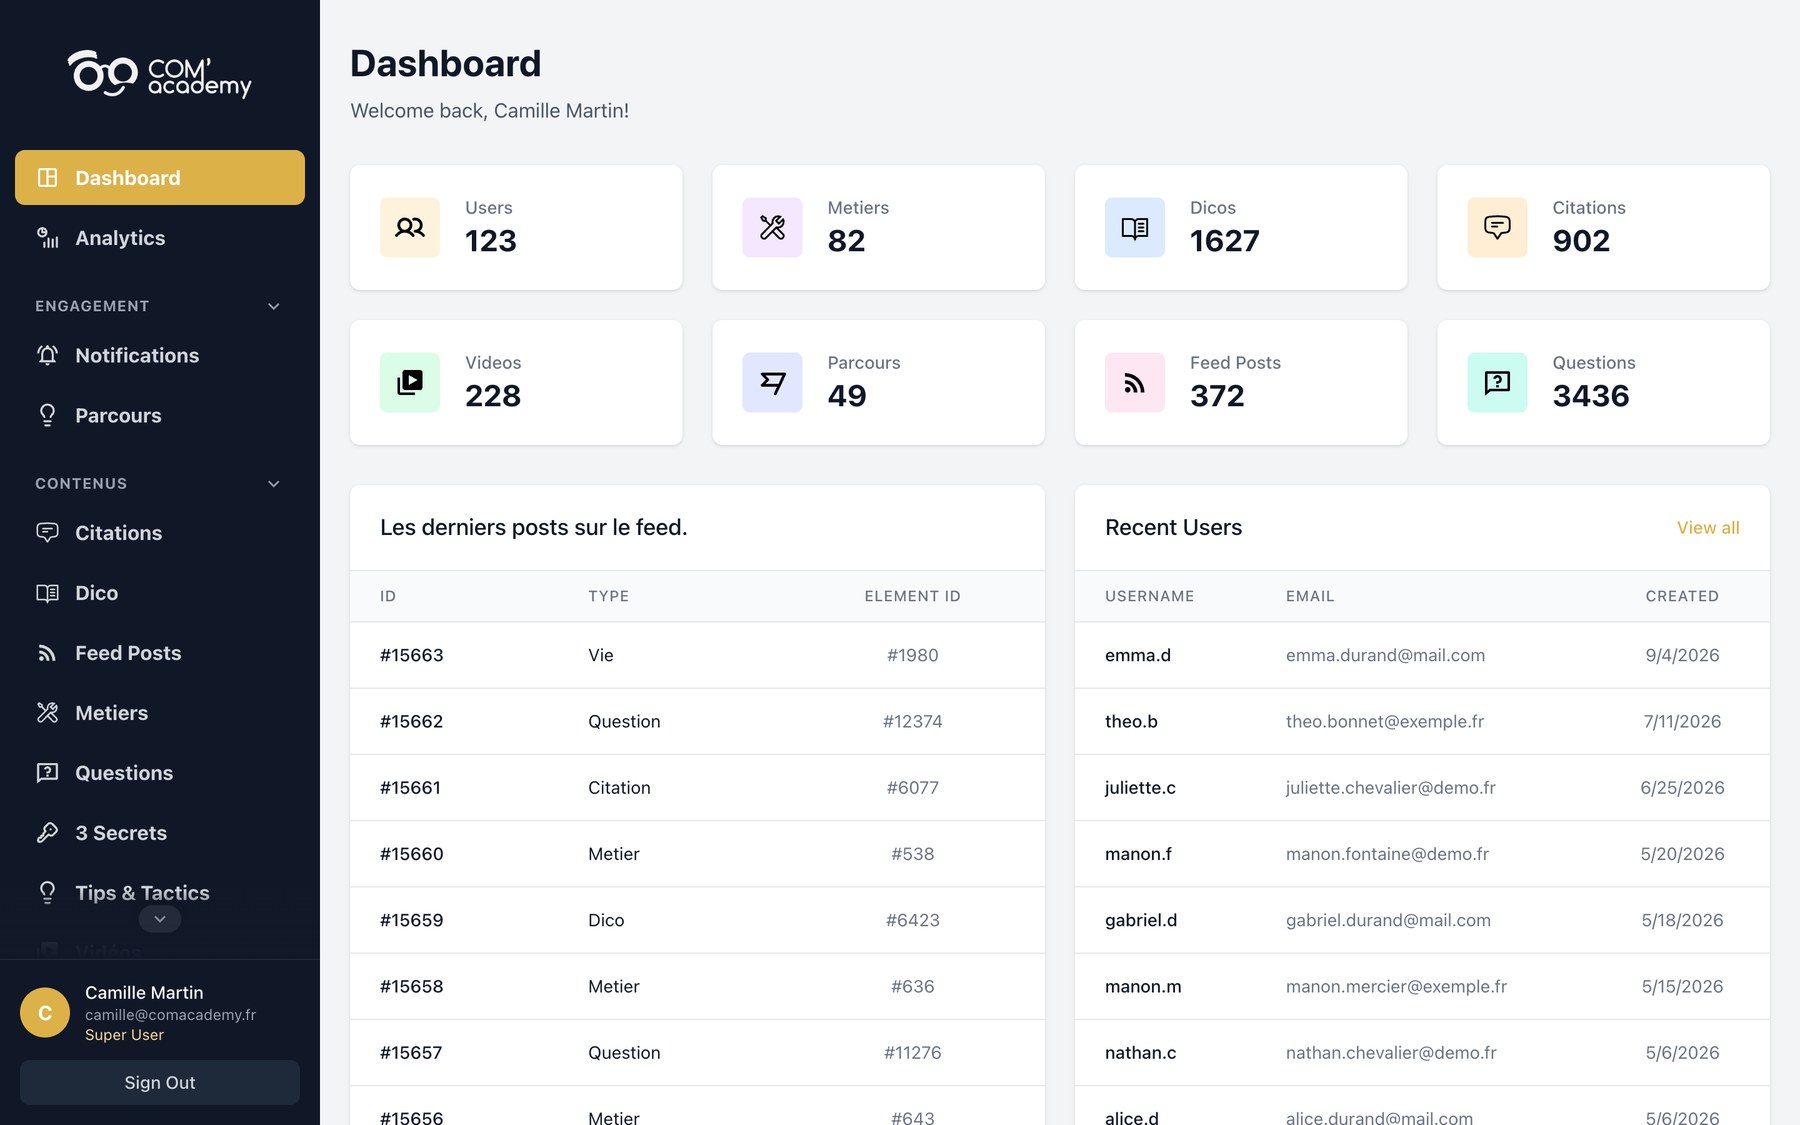 COM'
academy
Dashboard
Analytics
ENGAGEMENT
Notifications
Parcours
CONTENUS
Citations
Dico
Feed Posts
Metiers
Questions
3 Secrets
Tips & Tactics
Vidéos
Camille Martin
camille@comacademy.fr
Super User
C
Sign Out
Dashboard
Welcome back, Camille Martin!
Users
123
Metiers
82
Dicos
1627
Citations
902
Videos
228
Parcours
49
Feed Posts
372
Questions
3436
Les derniers posts sur le feed.
ID TYPE ELEMENT ID
#15663 Vie #1980
#15662 Question #12374
#15661 Citation #6077
#15660 Metier #538
#15659 Dico #6423
#15658 Metier #636
#15657 Question #11276
#15656 Metier #643
Recent Users View all
USERNAME EMAIL CREATED
emma.d emma.durand@mail.com 9/4/2026
theo.b theo.bonnet@exemple.fr 7/11/2026
juliette.c juliette.chevalier@demo.fr 6/25/2026
manon.f manon.fontaine@demo.fr 5/20/2026
gabriel.d gabriel.durand@mail.com 5/18/2026
manon.m manon.mercier@exemple.fr 5/15/2026
nathan.c nathan.chevalier@demo.fr 5/6/2026
alice.d alice.durand@mail.com 5/6/2026